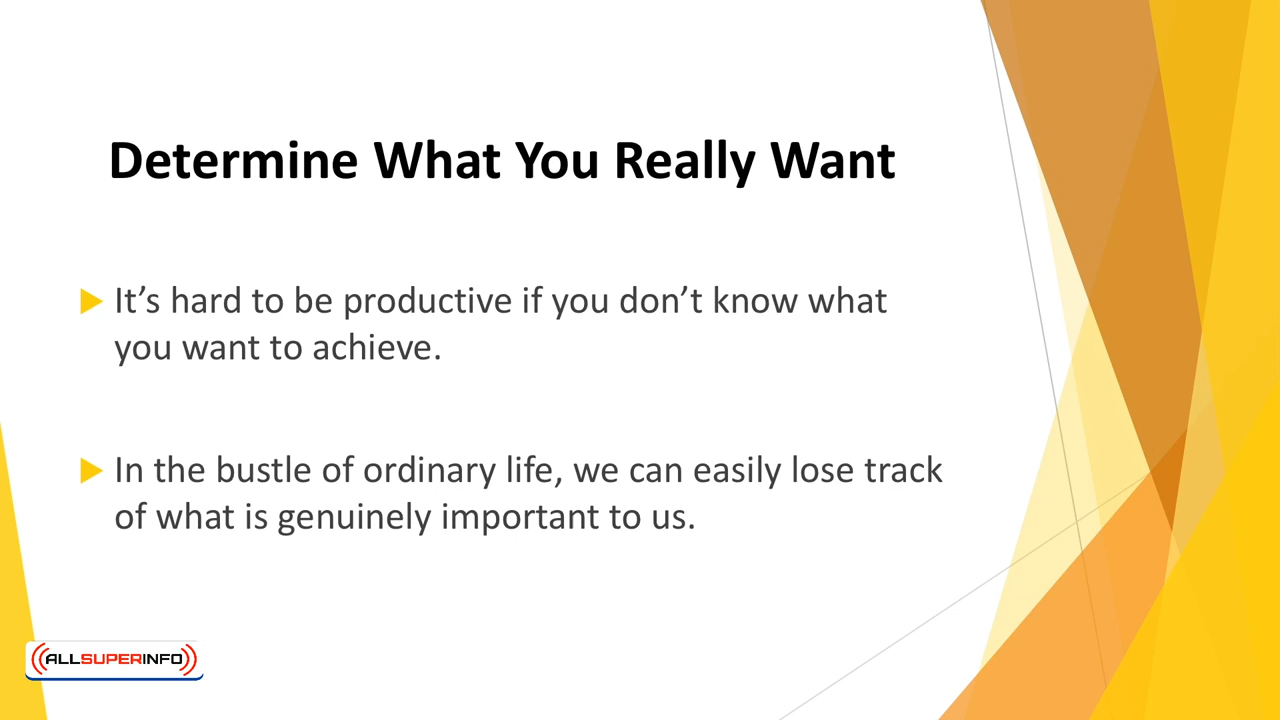 Determine What You Really Want
It’s hard to be productive if you don’t know what
you want to achieve.
In the bustle of ordinary life, we can easily lose track
of what is genuinely important to us.
ALLSUPERINFO